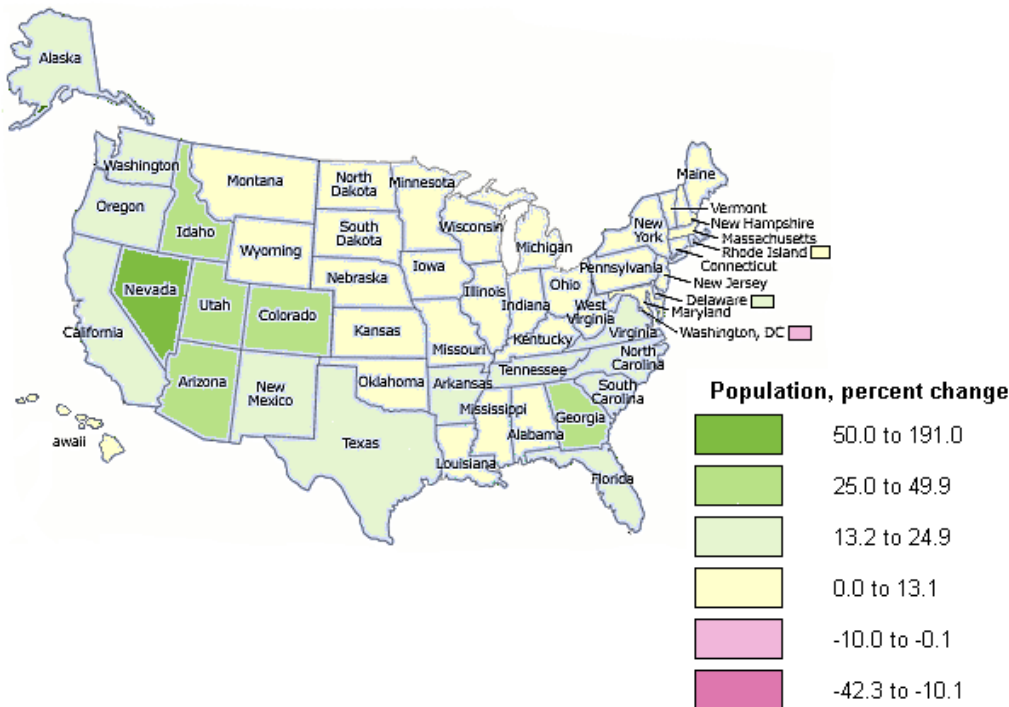 Alaska
Washington
Montana
North
Dakota
Minnesota
Maine
Oregon
Idaho
Wyoming
South
Dakota
Wisconsin
Michigan
New
York
Vermont
New Hampshire
Massachusetts
Rhode Island
Connecticut
New Jersey
Delaware
Maryland
Washington, DC
Nevada
Utah
Colorado
Nebraska
Iowa
Illinois
Indiana
Ohio
Pennsylvania
West
Virginia
Virginia
California
Kansas
Missouri
Kentucky
North
Carolina
Arizona
New
Mexico
Oklahoma
Arkansas
Tennessee
South
Carolina
Mississippi
Alabama
Georgia
Texas
Louisiana
Florida
awaii
Population, percent change
50.0 to 191.0
25.0 to 49.9
13.2 to 24.9
0.0 to 13.1
-10.0 to -0.1
-42.3 to -10.1